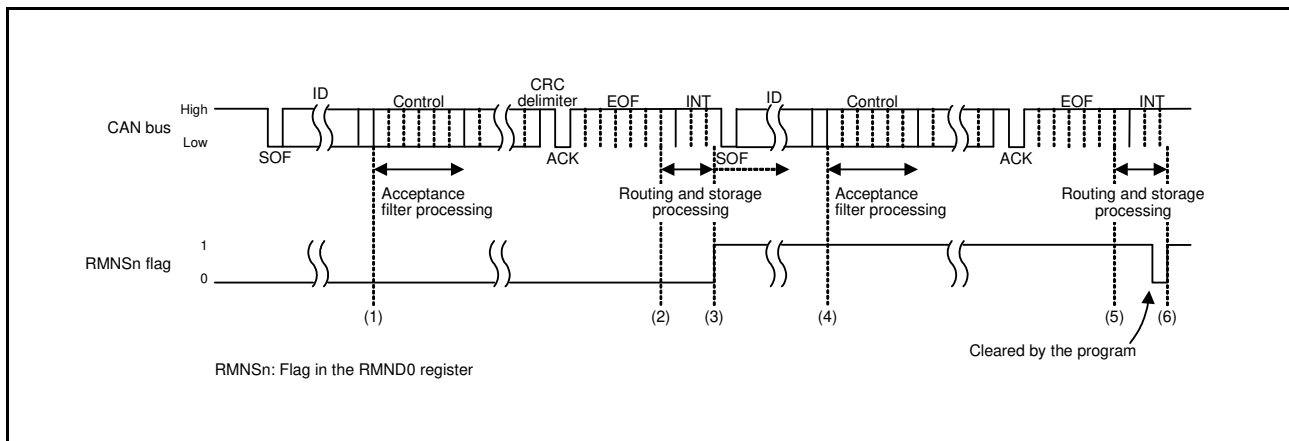 ID
CRC
delimiter
ID
High
Control
EOF
INT
Control
EOF
INT
CAN bus
Low
SOF
ACK
SOF
ACK
Acceptance
filter processing
Routing and storage
processing
Acceptance
filter processing
Routing and storage
processing
1
RMNSn flag
0
(1)
(2)
(3)
(4)
(5)
(6)
Cleared by the program
RMNSn: Flag in the RMND0 register